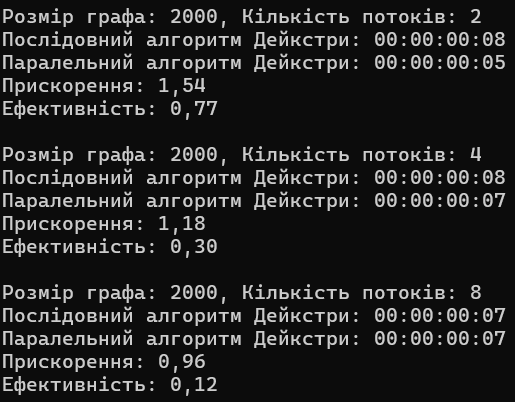 Розмір графа: 2000, Кількість потоків: 2
Послідовний алгоритм Дейкстри: 00:00:00:08
Паралельний алгоритм Дейкстри: 00:00:00:05
Прискорення: 1,54
Ефективність: 0,77
Розмір графа: 2000, Кількість потоків: 4
Послідовний алгоритм Дейкстри: 00:00:00:08
Паралельний алгоритм Дейкстри: 00:00:00:07
Прискорення: 1,18
Ефективність: 0,30
Розмір графа: 2000, Кількість потоків: 8
Послідовний алгоритм Дейкстри: 00:00:00:07
Паралельний алгоритм Дейкстри: 00:00:00:07
Прискорення: 0,96
Ефективність: 0,12